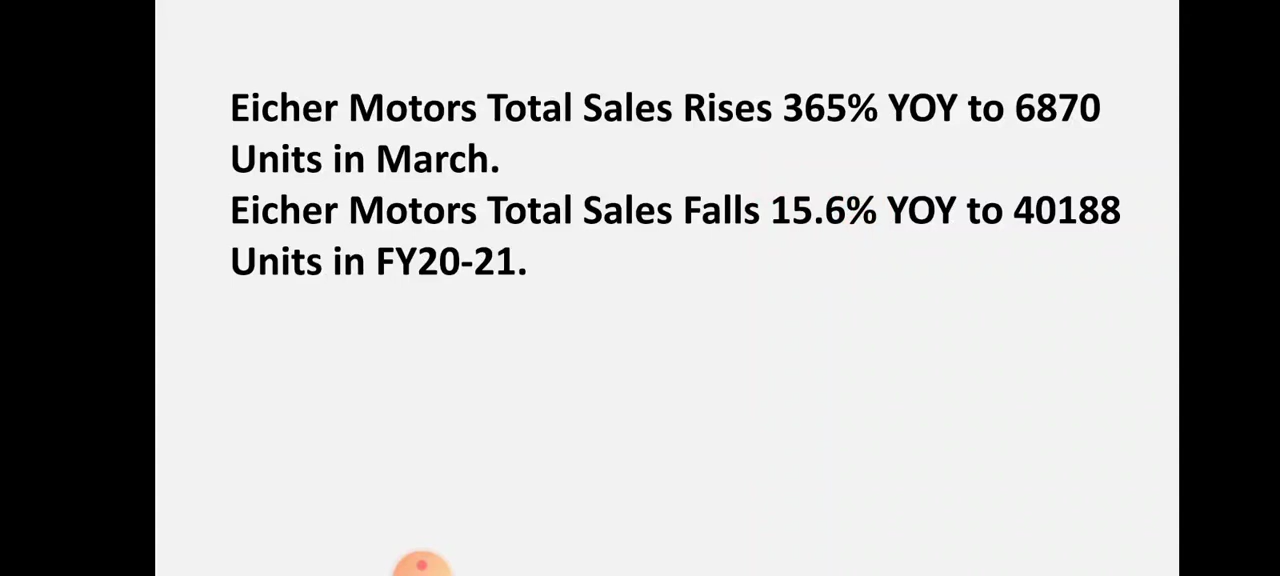 Eicher Motors Total Sales Rises 365% YOY to 6870
Units in March.
Eicher Motors Total Sales Falls 15.6% YOY to 40188
Units in FY20-21.